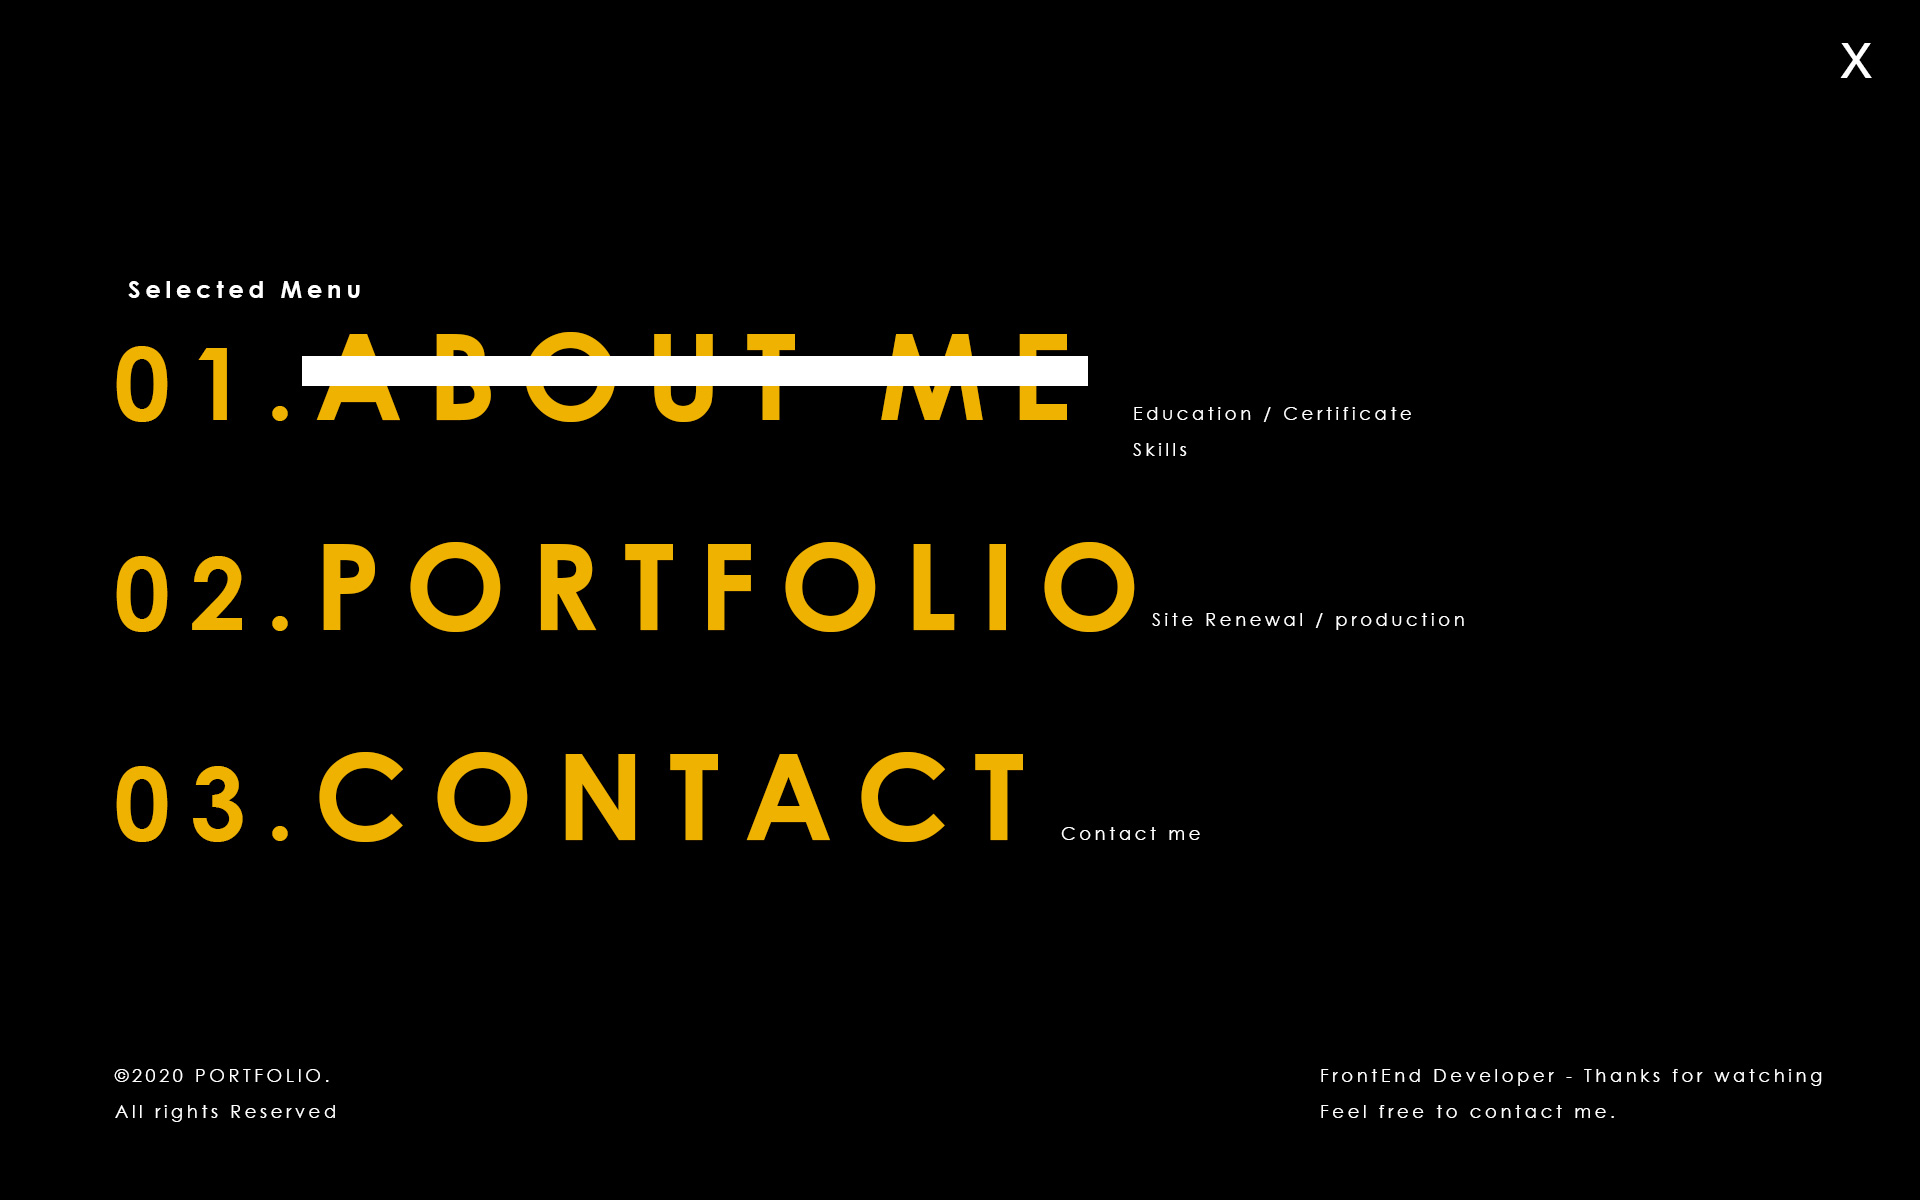 X
Selected Menu
01.ABOUT ME
Education / Certificate
Skills
02.PORTFOLIO
Site Renewal / production
03.CONTACT
Contact me
©2020 PORTFOLIO.
All rights Reserved
FrontEnd Developer - Thanks for watching
Feel free to contact me.